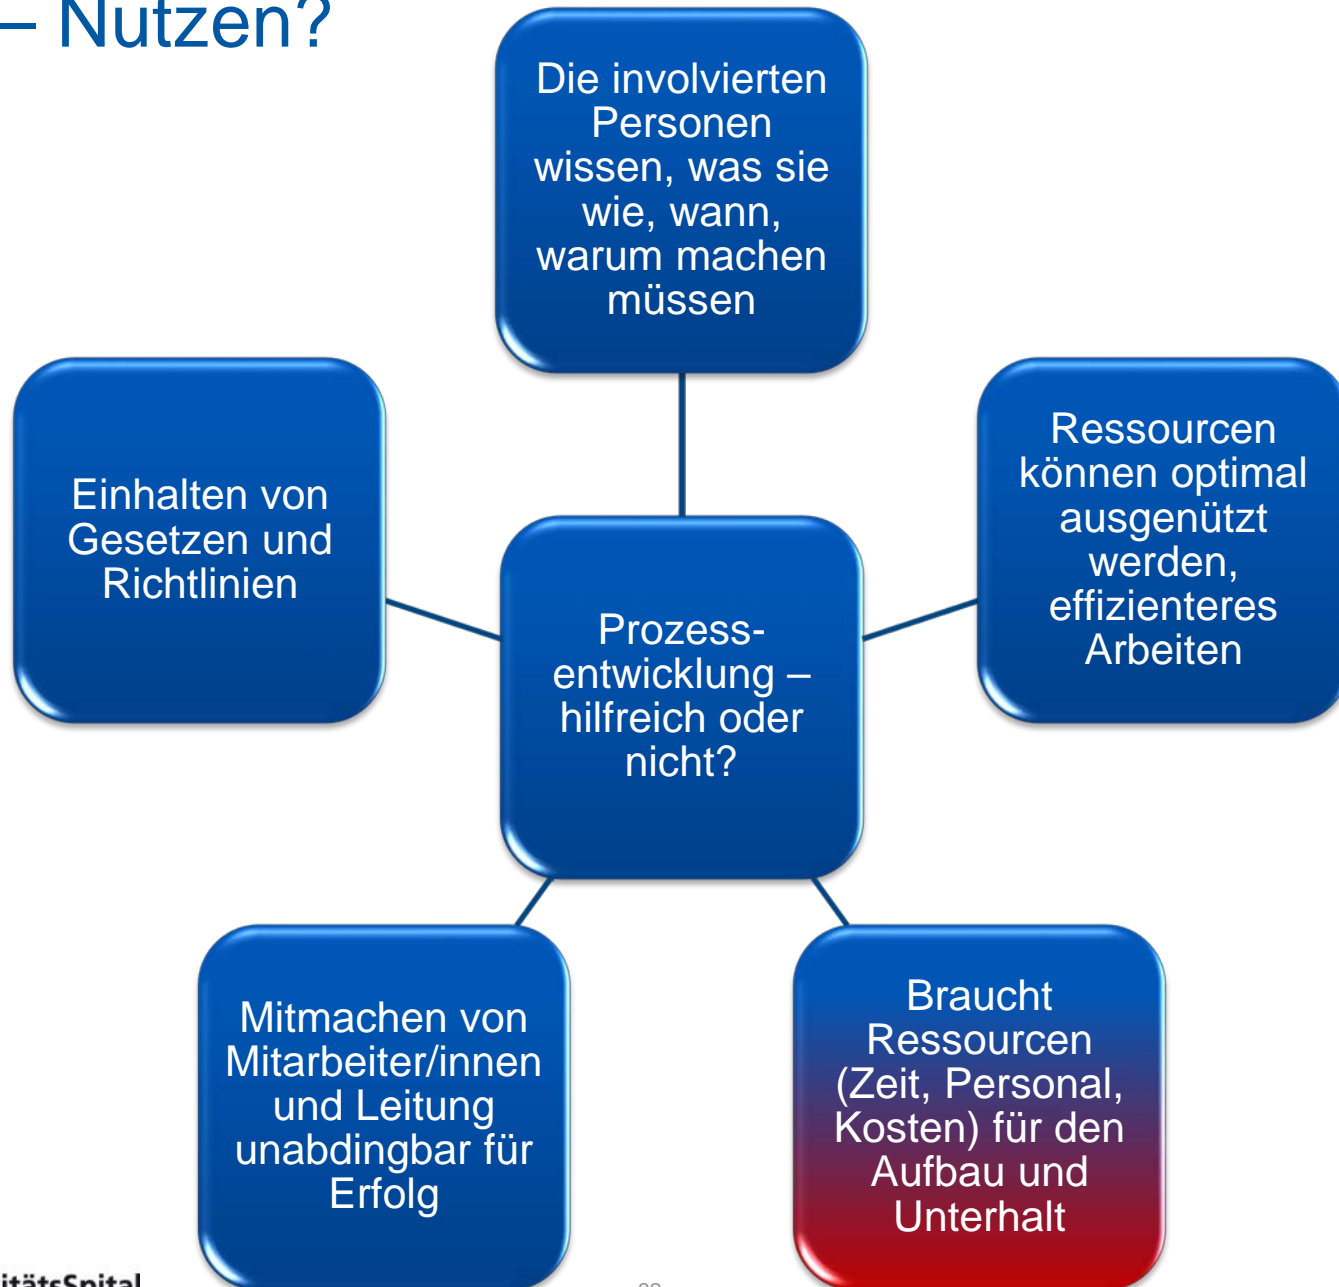 – Nutzen?
Die involvierten
Personen
wissen, was sie
wie, wann,
warum machen
müssen
Einhalten von
Gesetzen und
Richtlinien
Ressourcen
können optimal
ausgenützt
werden,
effizienteres
Arbeiten
Prozess-
entwicklung –
hilfreich oder
nicht?
Mitmachen von
Mitarbeiter/innen
und Leitung
unabdingbar für
Erfolg
Braucht
Ressourcen
(Zeit, Personal,
Kosten) für den
Aufbau und
Unterhalt